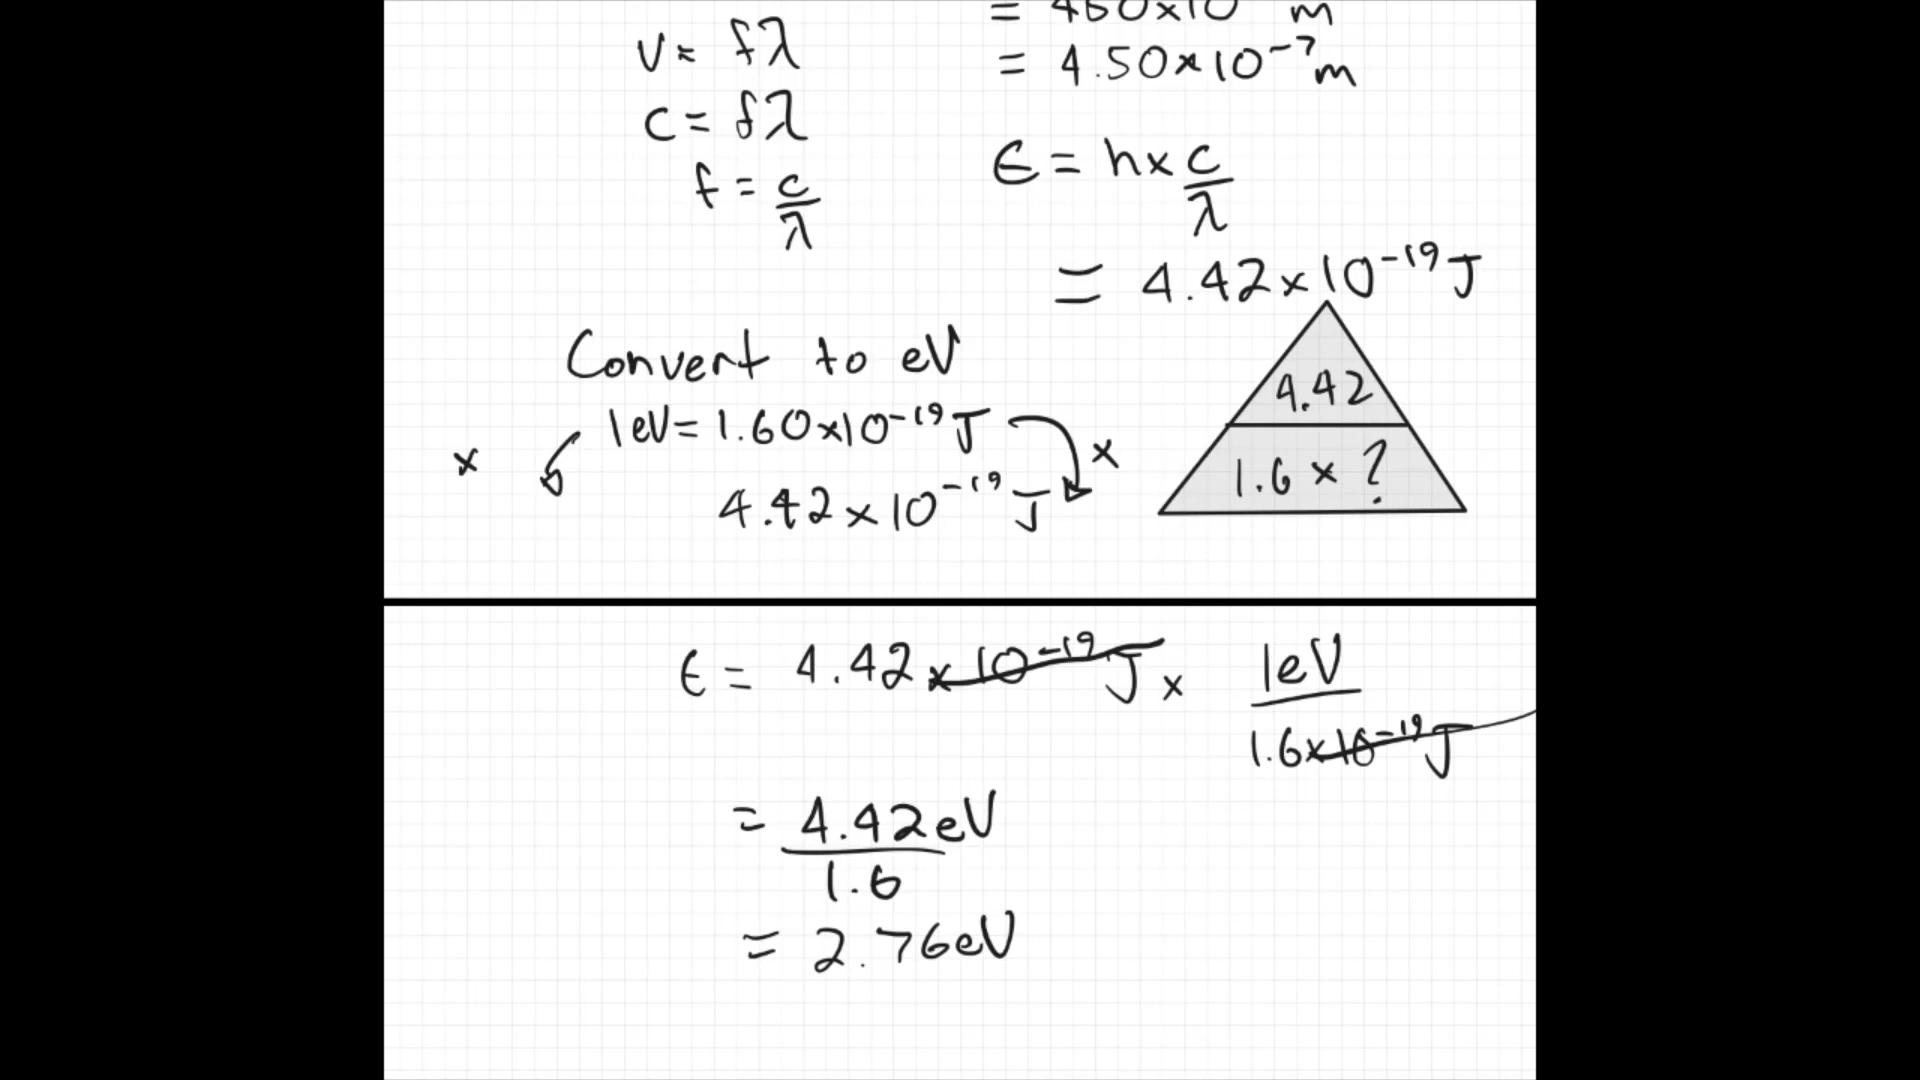 v = fλ
c = fλ
f = c/λ
= 450×10 m
= 4.50×10⁻⁷m
E = h× c/λ
= 4.42×10⁻¹⁹J
Convert to eV
1eV= 1.60×10⁻¹⁹J
×
×
4.42×10⁻¹⁹J
4.42
1.6 × ?
E = 4.42×10⁻¹⁹J × 1eV/1.6×10⁻¹⁹J
= 4.42eV/1.6
= 2.76eV